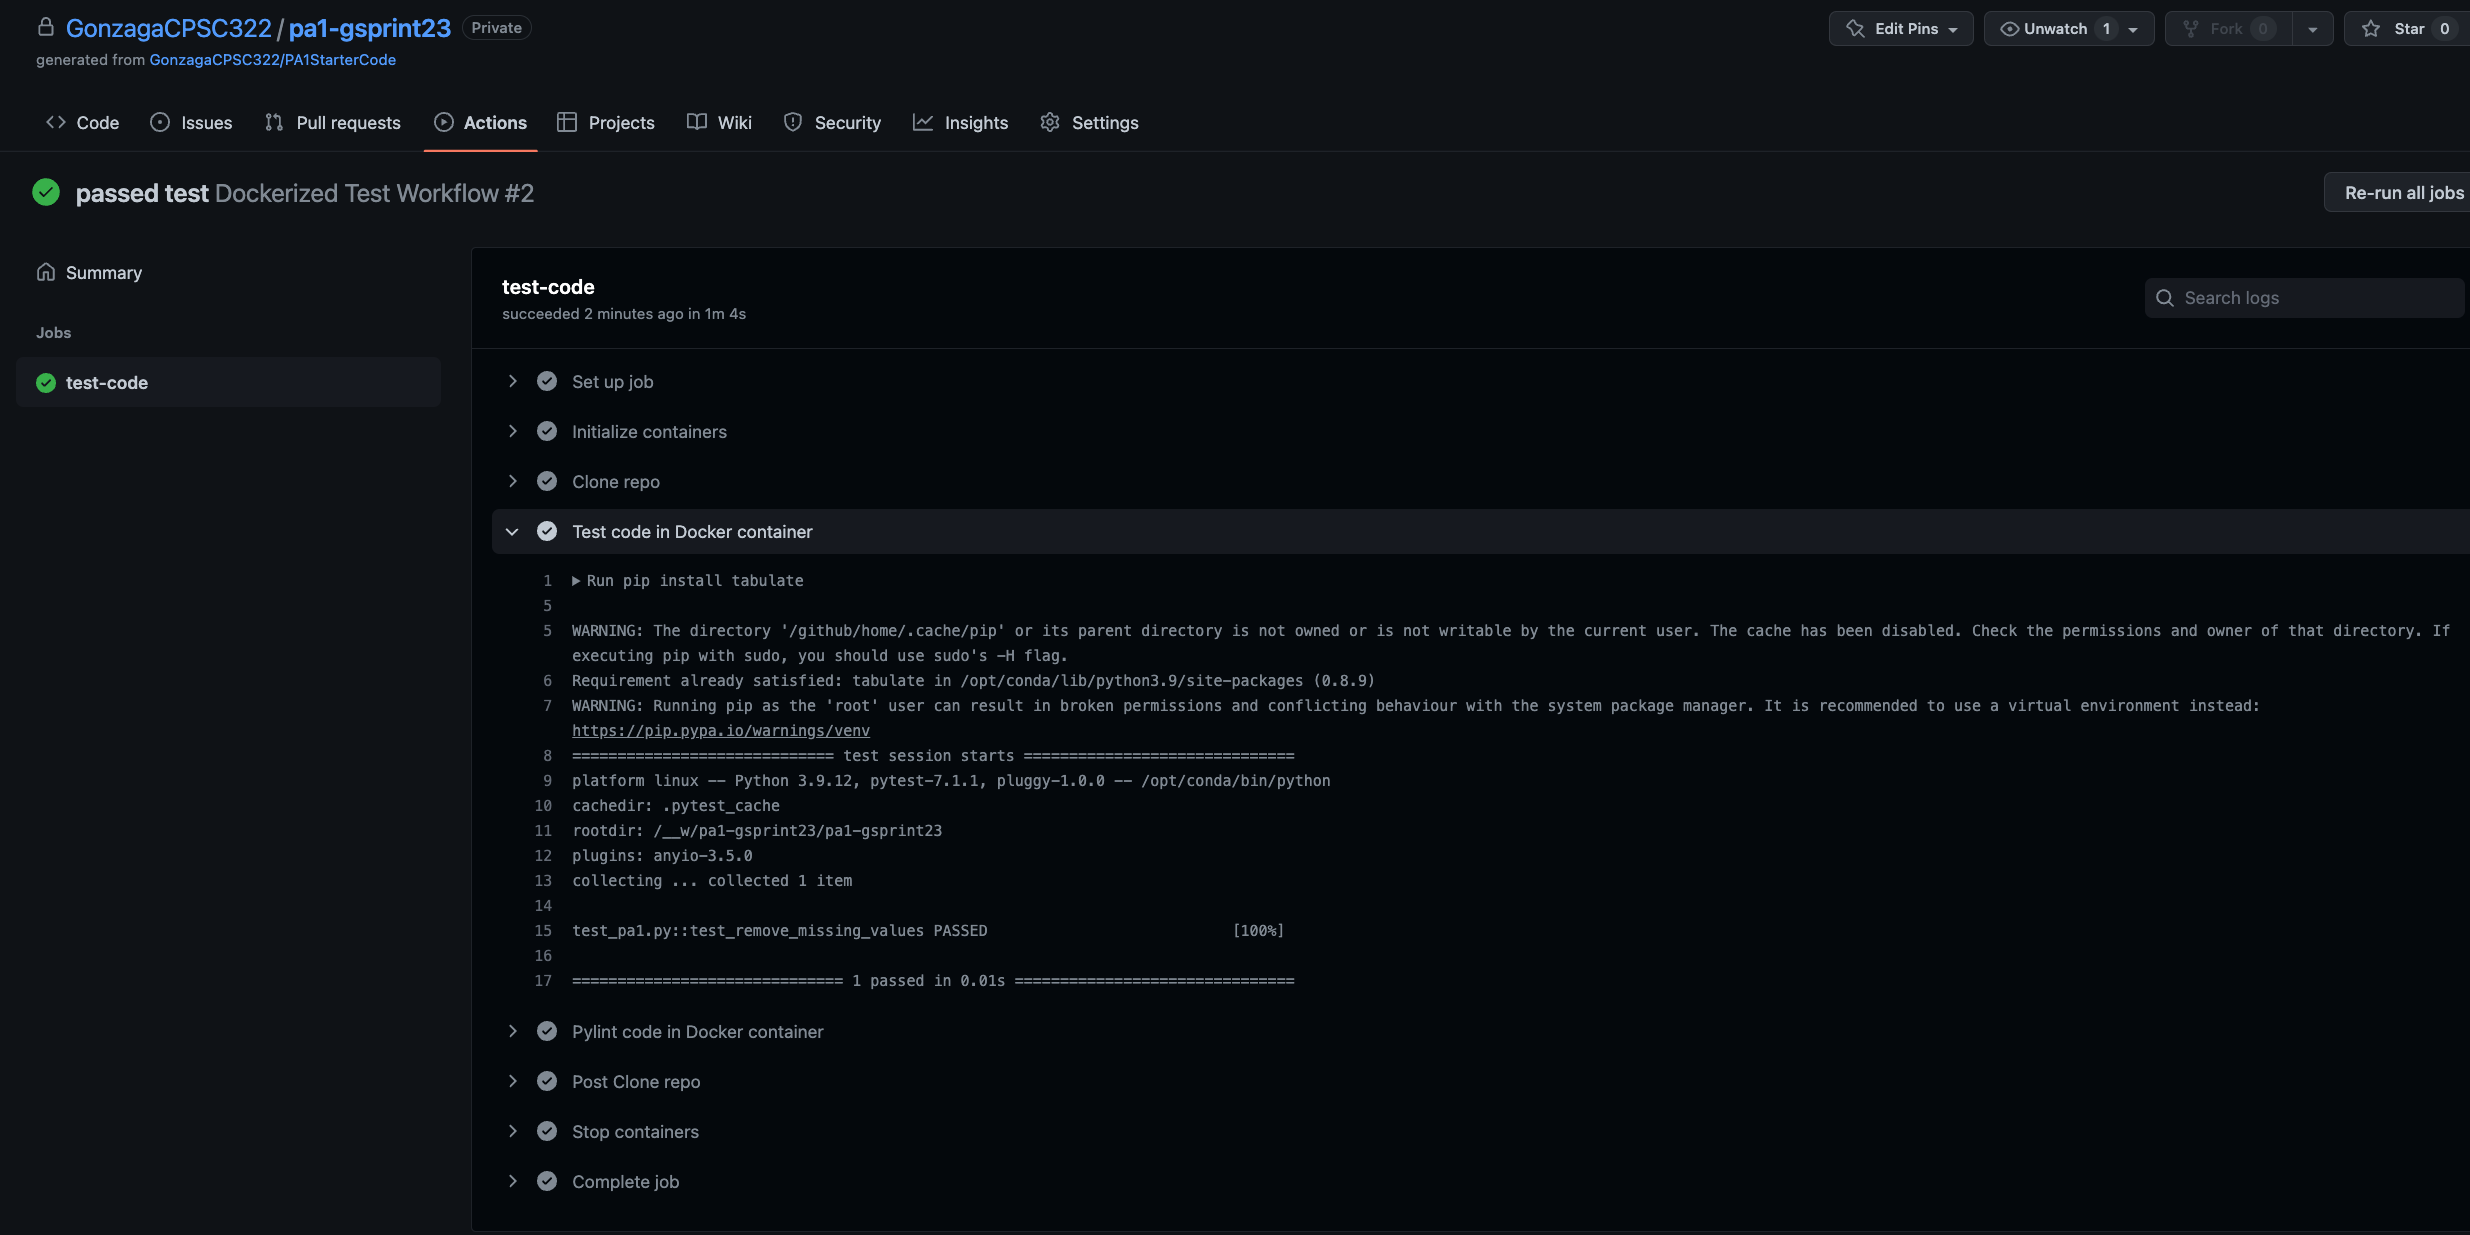 GonzagaCPSC322 / pa1-gsprint23 Private
Edit Pins Unwatch 1 Fork 0 Star 0
generated from GonzagaCPSC322/PA1StarterCode
Code Issues Pull requests Actions Projects Wiki Security Insights Settings
passed test Dockerized Test Workflow #2
Re-run all jobs
Summary
Jobs
test-code
test-code
succeeded 2 minutes ago in 1m 4s
Search logs
Set up job
Initialize containers
Clone repo
Test code in Docker container
1 Run pip install tabulate
5
5 WARNING: The directory '/github/home/.cache/pip' or its parent directory is not owned or is not writable by the current user. The cache has been disabled. Check the permissions and owner of that directory. If
executing pip with sudo, you should use sudo's -H flag.
6 Requirement already satisfied: tabulate in /opt/conda/lib/python3.9/site-packages (0.8.9)
7 WARNING: Running pip as the 'root' user can result in broken permissions and conflicting behaviour with the system package manager. It is recommended to use a virtual environment instead:
https://pip.pypa.io/warnings/venv
8 ============================= test session starts ==============================
9 platform linux -- Python 3.9.12, pytest-7.1.1, pluggy-1.0.0 -- /opt/conda/bin/python
10 cachedir: .pytest_cache
11 rootdir: /__w/pa1-gsprint23/pa1-gsprint23
12 plugins: anyio-3.5.0
13 collecting ... collected 1 item
14
15 test_pa1.py::test_remove_missing_values PASSED [100%]
16
17 ============================== 1 passed in 0.01s ===============================
Pylint code in Docker container
Post Clone repo
Stop containers
Complete job